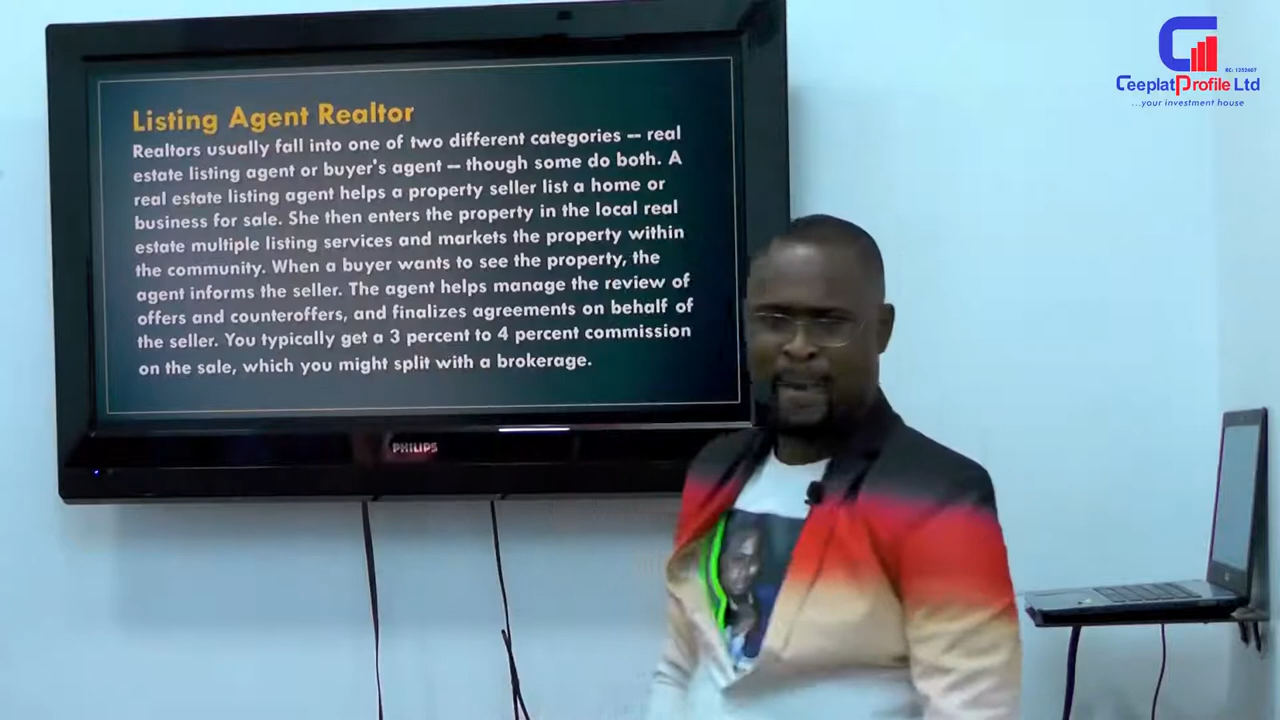 Listing Agent Realtor
Realtors usually fall into one of two different categories — real
estate listing agent or buyer's agent — though some do both. A
real estate listing agent helps a property seller list a home or
business for sale. She then enters the property in the local real
estate multiple listing services and markets the property within
the community. When a buyer wants to see the property, the
agent informs the seller. The agent helps manage the review of
offers and counteroffers, and finalizes agreements on behalf of
the seller. You typically get a 3 percent to 4 percent commission
on the sale, which you might split with a brokerage.
PHILIPS
RC: 1252607
CeeplatProfile Ltd
...your investment house